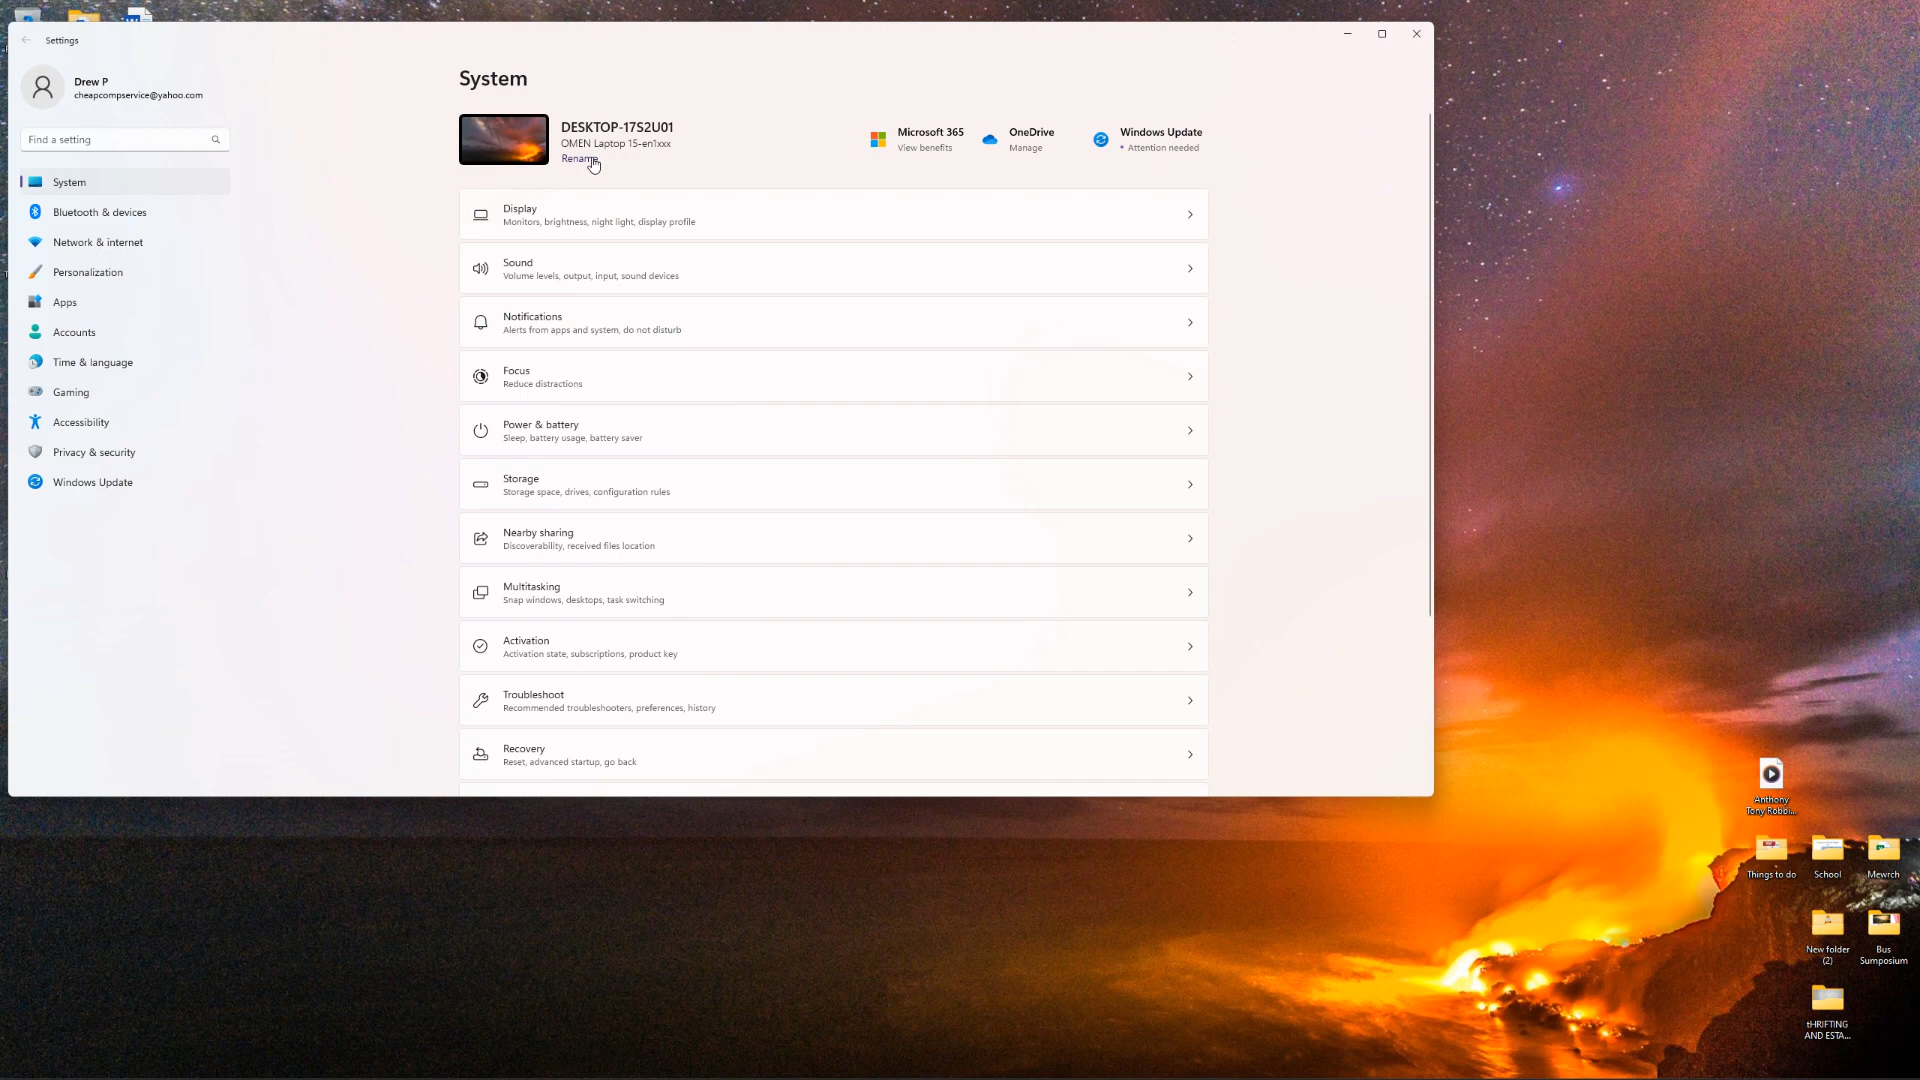 Settings
Drew P
cheapcompservice@yahoo.com
Find a setting
System
Bluetooth & devices
Network & internet
Personalization
Apps
Accounts
Time & language
Gaming
Accessibility
Privacy & security
Windows Update
System
DESKTOP-17S2U01
OMEN Laptop 15-en1xxx
Rename
Microsoft 365
View benefits
OneDrive
Manage
Windows Update
• Attention needed
Display
Monitors, brightness, night light, display profile
Sound
Volume levels, output, input, sound devices
Notifications
Alerts from apps and system, do not disturb
Focus
Reduce distractions
Power & battery
Sleep, battery usage, battery saver
Storage
Storage space, drives, configuration rules
Nearby sharing
Discoverability, received files location
Multitasking
Snap windows, desktops, task switching
Activation
Activation state, subscriptions, product key
Troubleshoot
Recommended troubleshooters, preferences, history
Recovery
Reset, advanced startup, go back
Anthony
Tony Robbi...
Things to do
School
Mewrch
New folder
(2)
Bus
Sumposium
tHRIFTING
AND ESTA...